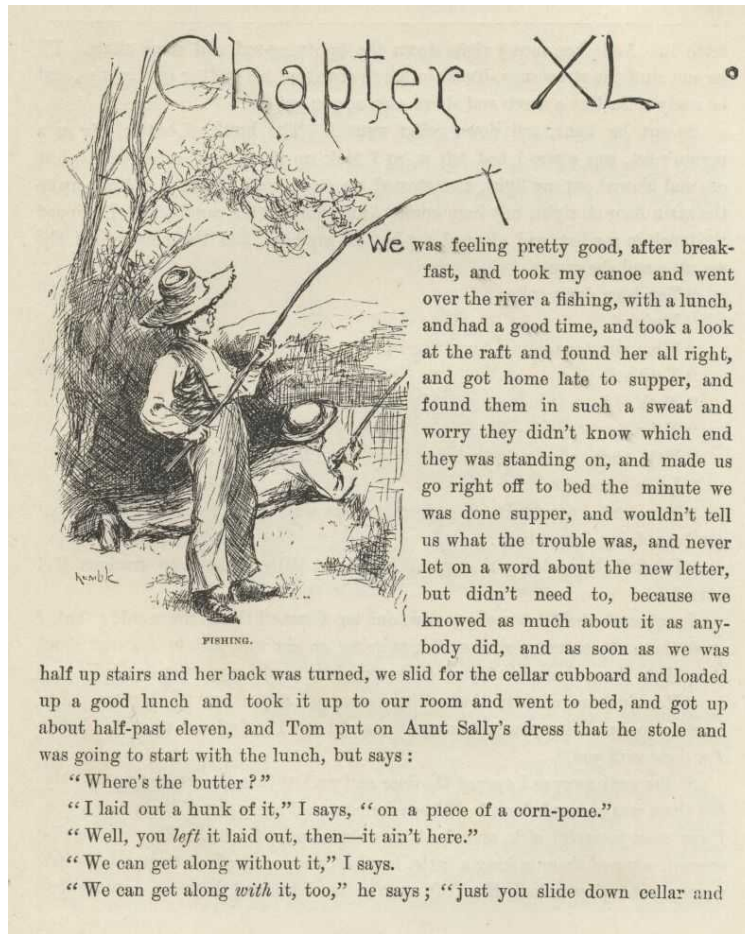 Chapter XL.
We was feeling pretty good, after break-
fast, and took my canoe and went
over the river a fishing, with a lunch,
and had a good time, and took a look
at the raft and found her all right,
and got home late to supper, and
found them in such a sweat and
worry they didn't know which end
they was standing on, and made us
go right off to bed the minute we
was done supper, and wouldn't tell
us what the trouble was, and never
let on a word about the new letter,
but didn't need to, because we
knowed as much about it as any-
body did, and as soon as we was
Kemble
FISHING.
half up stairs and her back was turned, we slid for the cellar cubboard and loaded
up a good lunch and took it up to our room and went to bed, and got up
about half-past eleven, and Tom put on Aunt Sally's dress that he stole and
was going to start with the lunch, but says:
"Where's the butter?"
"I laid out a hunk of it," I says, "on a piece of a corn-pone."
"Well, you left it laid out, then—it ain't here."
"We can get along without it," I says.
"We can get along with it, too," he says; "just you slide down cellar and